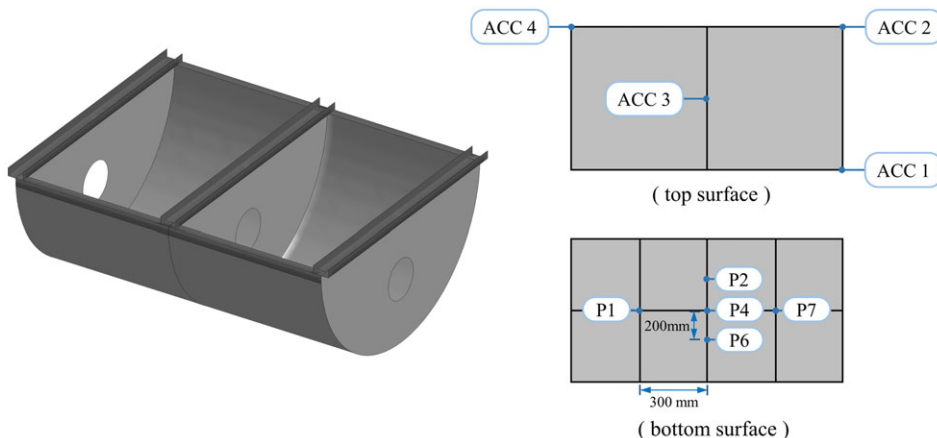 ACC 4
ACC 2
ACC 3
ACC 1
( top surface )
P2
P1
P4
P7
200mm
P6
300 mm
( bottom surface )